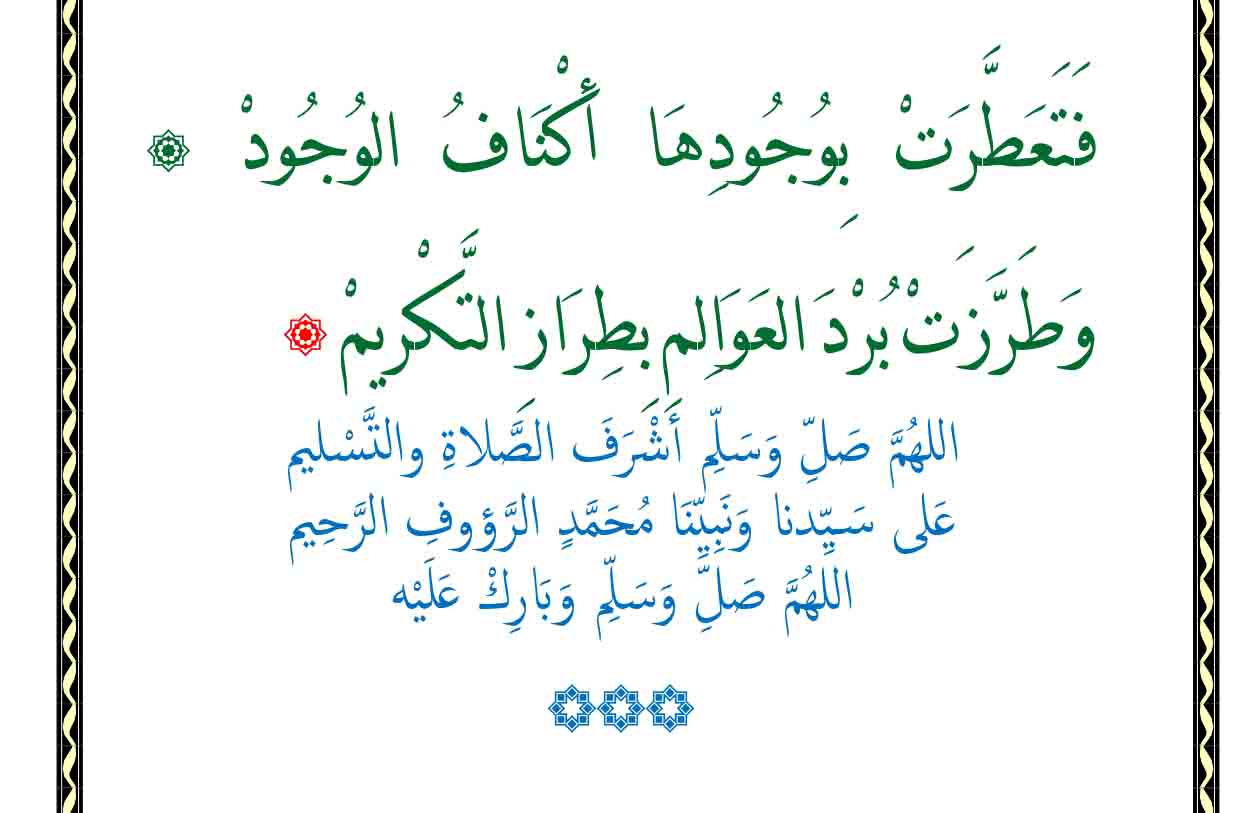 فَتَعَطَّرَتْ بِوُجُودِهَا أَكْنَافُ الوُجُودْ
وَطَرَّزَتْ بُرْدَ العَوَالِمِ بِطِرَازِ التَّكْرِيمْ
اللهُمَّ صَلِّ وَسَلِّم أَشْرَفَ الصَّلاةِ والتَّسْليم
عَلى سَيِّدنا وَنَبِيِّنَا مُحَمَّدٍ الرَّؤوفِ الرَّحِيم
اللهُمَّ صَلِّ وَسَلِّم وَبَارِكْ عَلَيْه